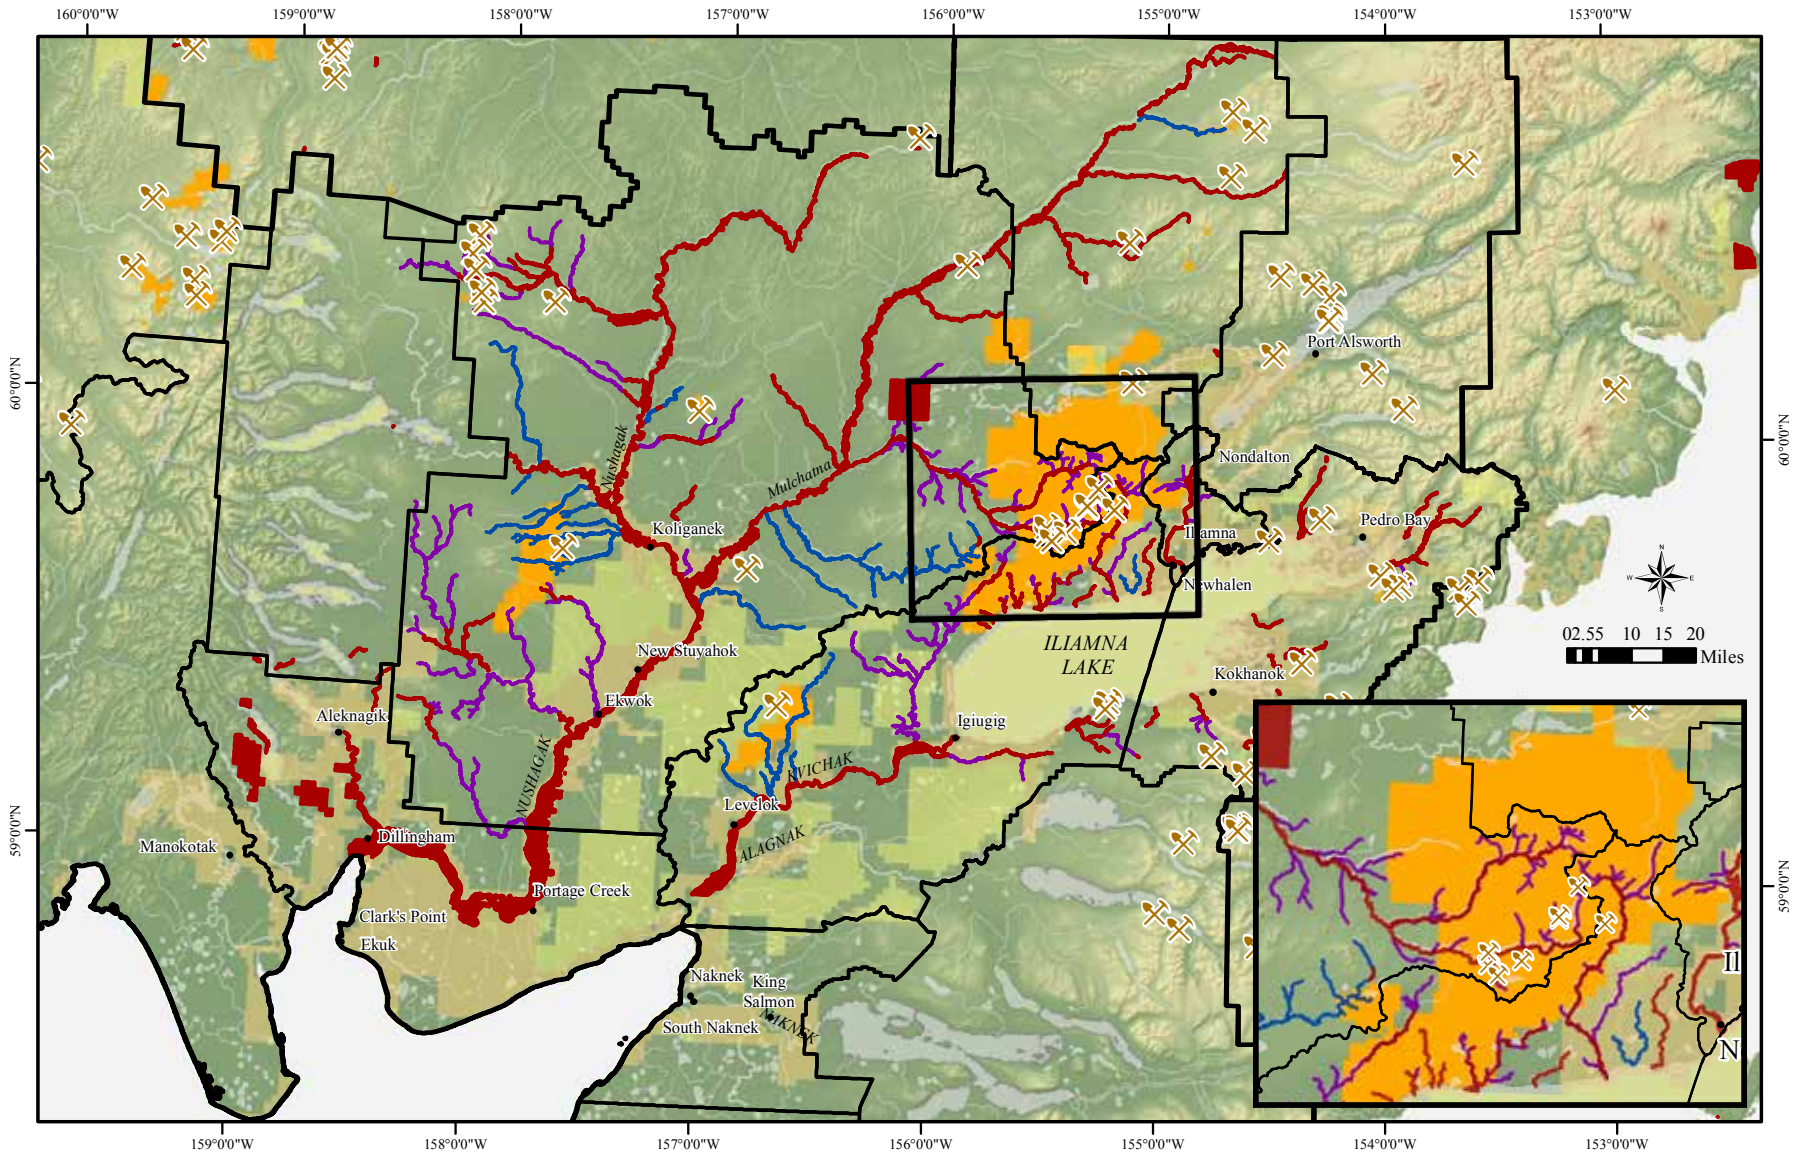 160°0'0"W 159°0'0"W 158°0'0"W 157°0'0"W 156°0'0"W 155°0'0"W 154°0'0"W 153°0'0"W
60°0'0"N
60°0'0"N
59°0'0"N
59°0'0"N
Port Alsworth
Nushagak
Mulchatna
Nondalton
Koliganek
Iliamna
Pedro Bay
Newhalen
N
W E
S
02.55 10 15 20
Miles
ILIAMNA
LAKE
New Stuyahok
Kokhanok
Ekwok
Aleknagik
Igiugig
NUSHAGAK
KVICHAK
Levelok
ALAGNAK
Dillingham
Manokotak
Portage Creek
Clark's Point
Ekuk
Naknek
King
Salmon
NAKNEK
South Naknek
Il
N
159°0'0"W 158°0'0"W 157°0'0"W 156°0'0"W 155°0'0"W 154°0'0"W 153°0'0"W